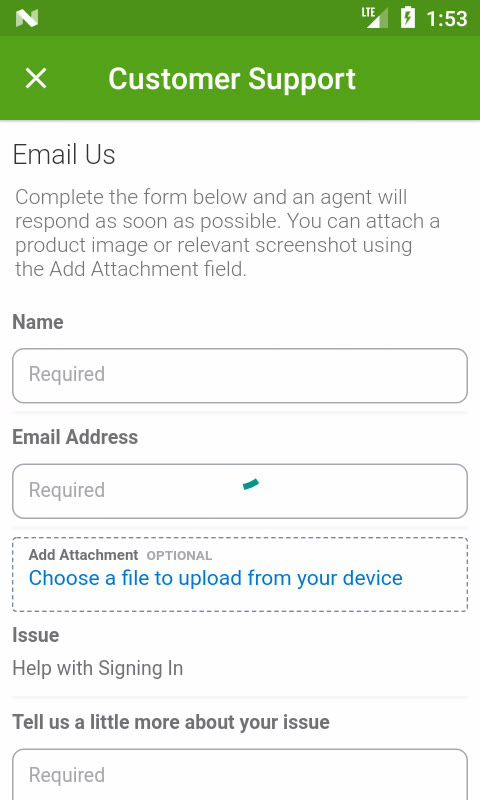 LTE 1:53
Customer Support
Email Us
Complete the form below and an agent will
respond as soon as possible. You can attach a
product image or relevant screenshot using
the Add Attachment field.
Name
Required
Email Address
Required
Add Attachment OPTIONAL
Choose a file to upload from your device
Issue
Help with Signing In
Tell us a little more about your issue
Required